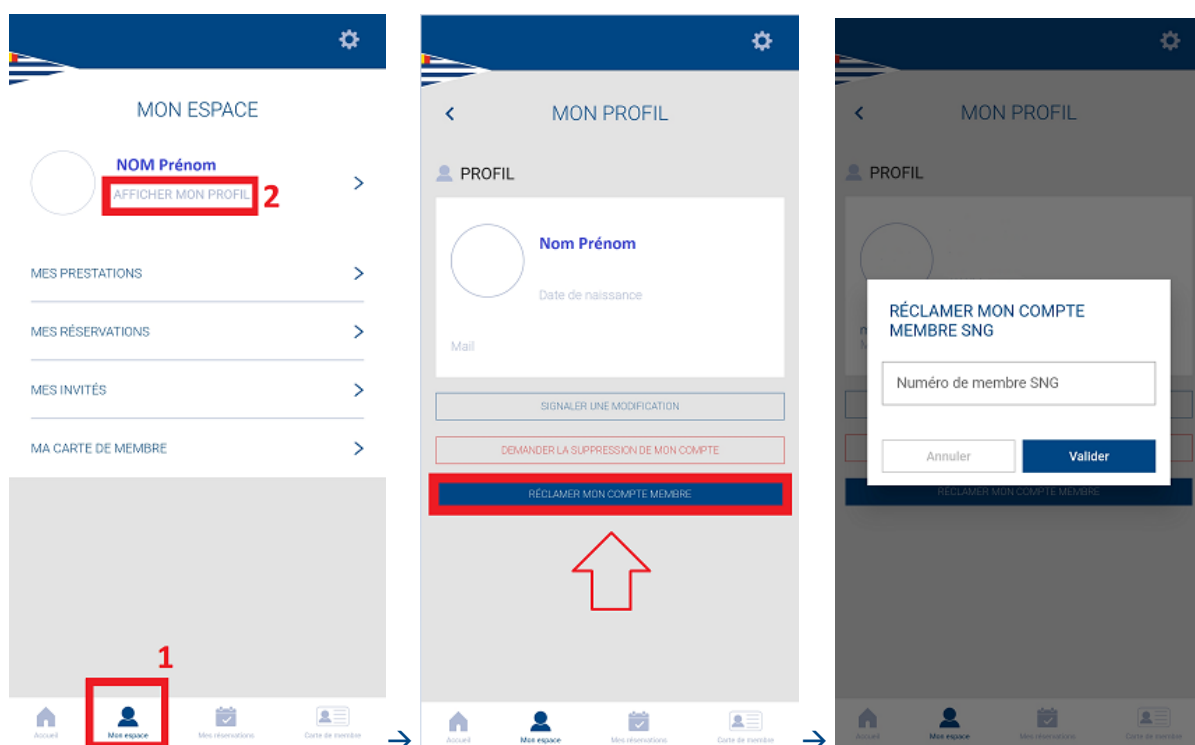 MON ESPACE
NOM Prénom
AFFICHER MON PROFIL
2
MES PRESTATIONS
MES RÉSERVATIONS
MES INVITÉS
MA CARTE DE MEMBRE
1
Accueil
Mon espace
Mes réservations
Carte de membre
MON PROFIL
PROFIL
Nom Prénom
Date de naissance
Mail
SIGNALER UNE MODIFICATION
DEMANDER LA SUPPRESSION DE MON COMPTE
RÉCLAMER MON COMPTE MEMBRE
Accueil
Mon espace
Mes réservations
Carte de membre
MON PROFIL
PROFIL
RÉCLAMER MON COMPTE
MEMBRE SNG
Numéro de membre SNG
Annuler
Valider
RÉCLAMER MON COMPTE MEMBRE
Accueil
Mon espace
Mes réservations
Carte de membre